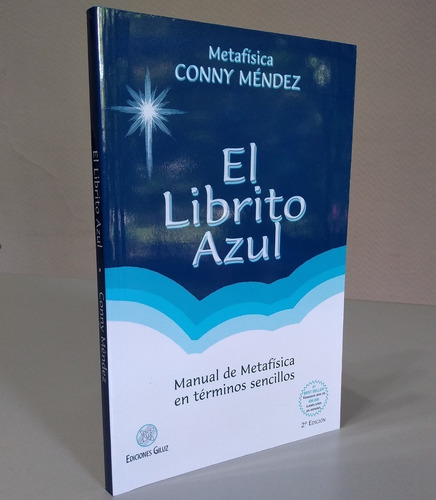 Metafísica
CONNY MÉNDEZ
El
Librito
Azul
Manual de Metafísica
en términos sencillos
2ª EDICIÓN
EDICIONES GILUZ
El Librito Azul • Conny Méndez